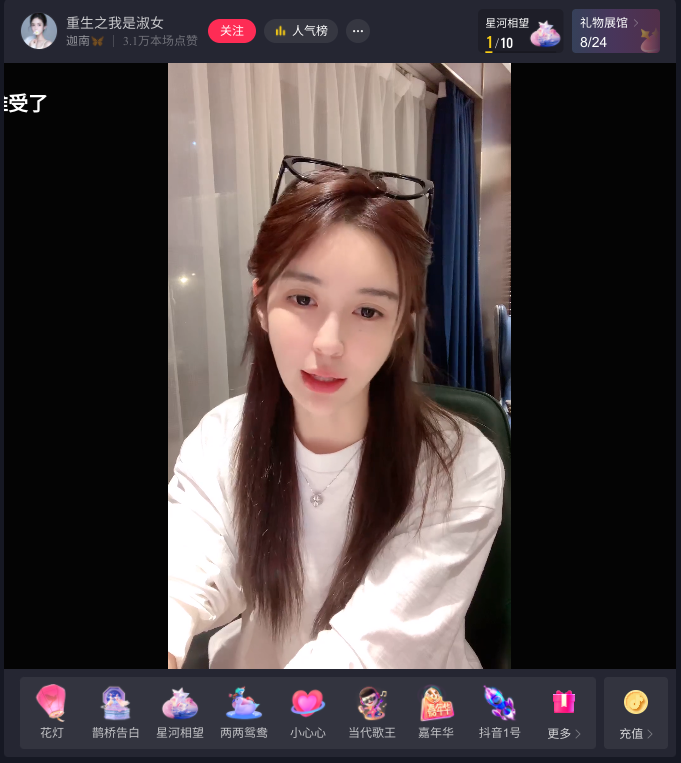 重生之我是淑女
迦南 3.1万本场点赞
关注
人气榜
星河相望
1/10
礼物展馆
8/24
受了
花灯
鹊桥告白
星河相望
两两鸳鸯
小心心
当代歌王
嘉年华
抖音1号
更多
充值